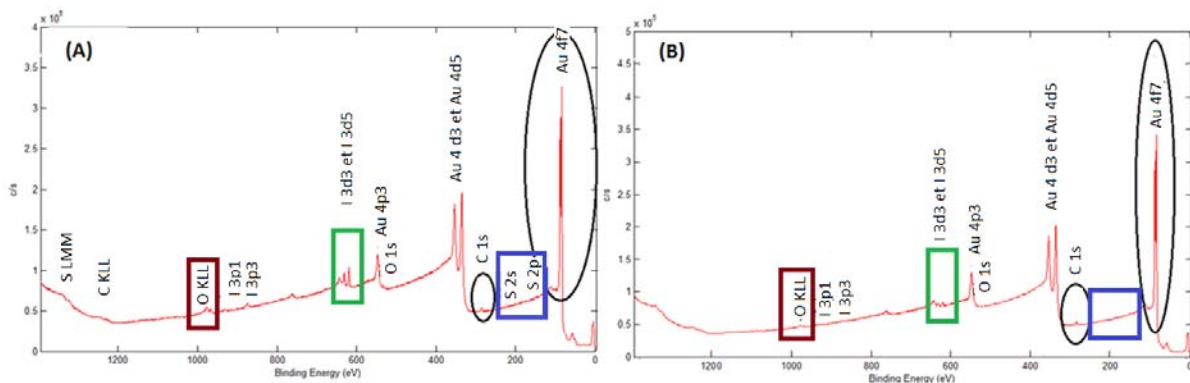 x 10⁵
(A)
4
3.5
3
2.5
2
1.5
1
0.5
0
c/s
S LMM
C KLL
O KLL
I 3p1
I 3p3
I 3d3 et I 3d5
Au 4p3
O 1s
Au 4 d3 et Au 4d5
C 1s
S 2s
S 2p
Au 4f7
1200 1000 800 600 400 200 0
Binding Energy (eV)
x 10⁵
(B)
5
4.5
4
3.5
3
2.5
2
1.5
1
0.5
0
c/s
O KLL
I 3p1
I 3p3
I 3d3 et I 3d5
Au 4p3
O 1s
Au 4 d3 et Au 4d5
C 1s
Au 4f7
1200 1000 800 600 400 200 0
Binding Energy (eV)